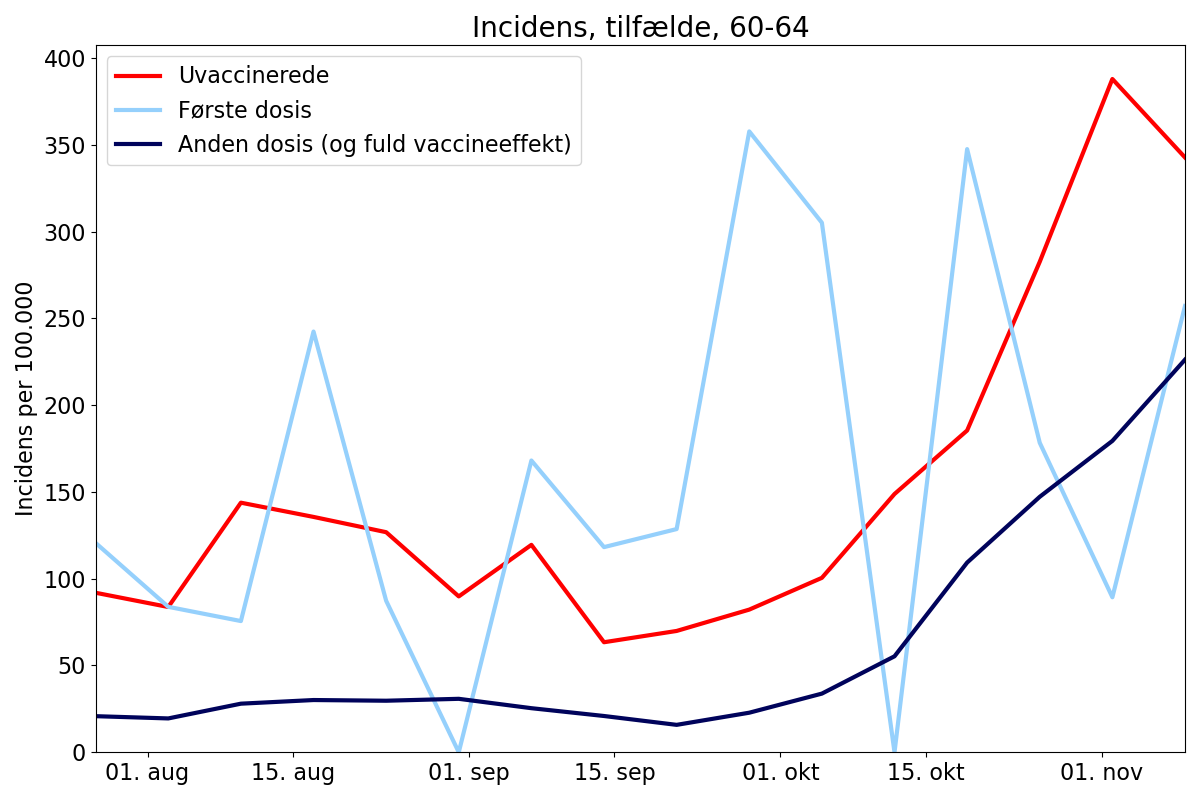 Incidens, tilfælde, 60-64
Uvaccinerede
Første dosis
Anden dosis (og fuld vaccineeffekt)
Incidens per 100.000
400
350
300
250
200
150
100
50
0
01. aug 15. aug 01. sep 15. sep 01. okt 15. okt 01. nov